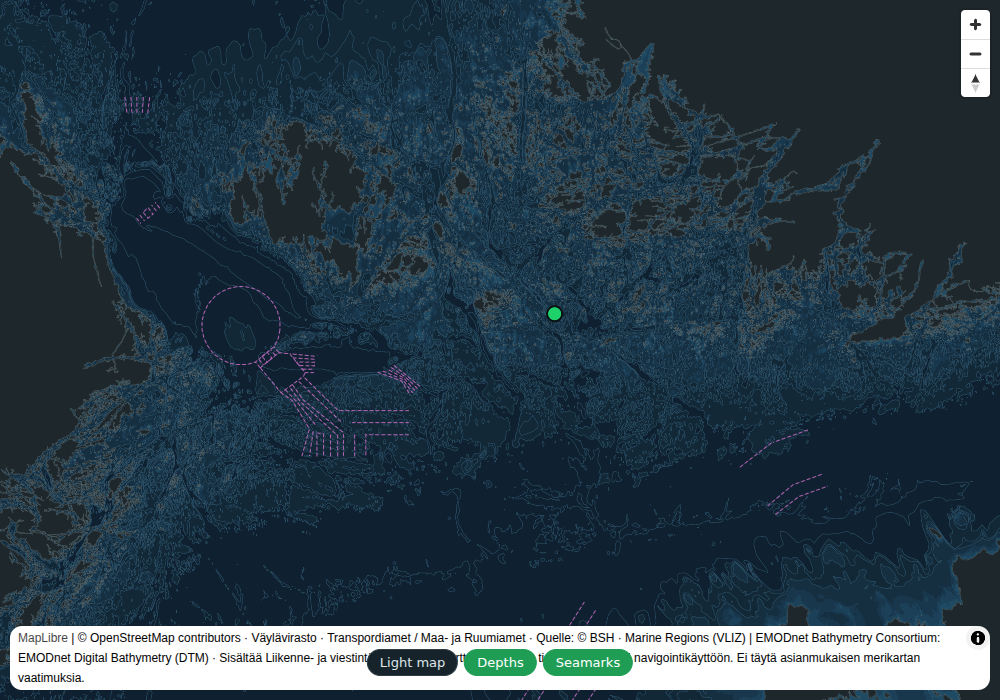 MapLibre | © OpenStreetMap contributors · Väylävirasto · Transpordiamet / Maa- ja Ruumiamet · Quelle: © BSH · Marine Regions (VLIZ) | EMODnet Bathymetry Consortium:
EMODnet Digital Bathymetry (DTM) · Sisältää Liikenne- ja navigointikäyttöön. Ei täytä asianmukaisen merikartan
vaatimuksia.
Light map
Depths
Seamarks